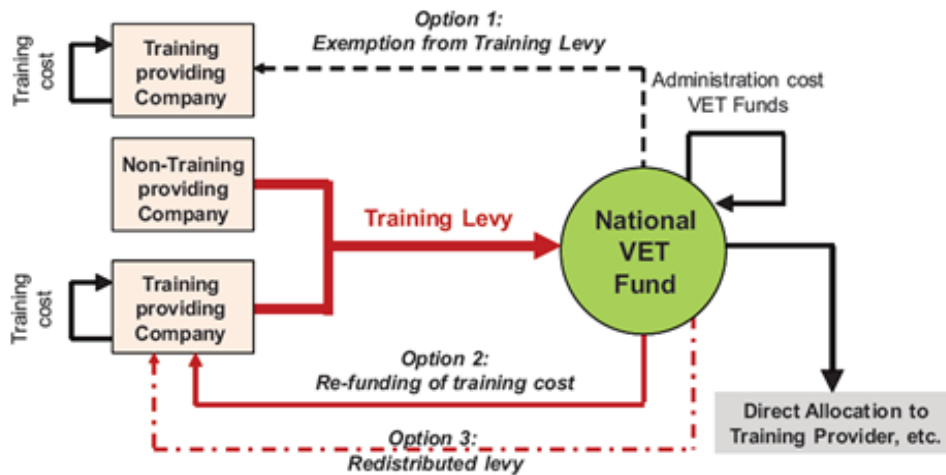 Option 1:
Exemption from Training Levy
Training
cost
Training
providing
Company
Administration cost
VET Funds
Non-Training
providing
Company
Training Levy
National
VET
Fund
Training
cost
Training
providing
Company
Option 2:
Re-funding of training cost
Option 3:
Redistributed levy
Direct Allocation to
Training Provider, etc.